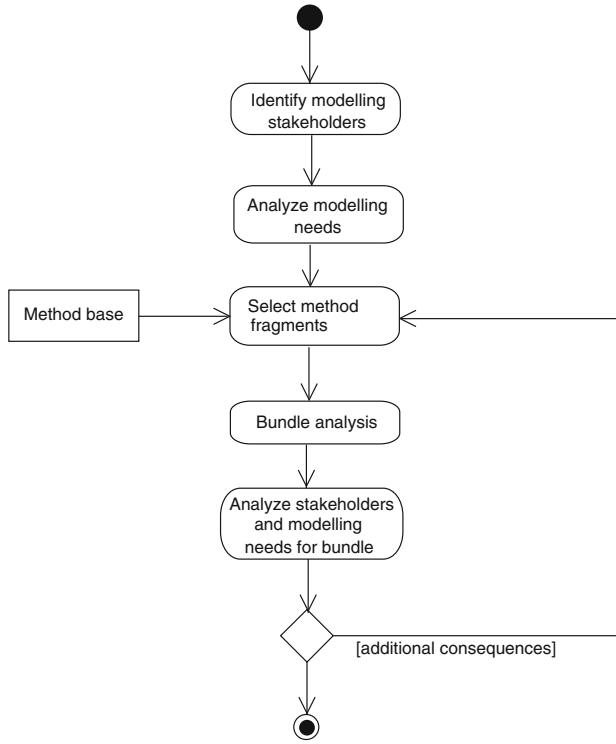 Identify modelling
stakeholders
Analyze modelling
needs
Method base
Select method
fragments
Bundle analysis
Analyze stakeholders
and modelling
needs for bundle
[additional consequences]